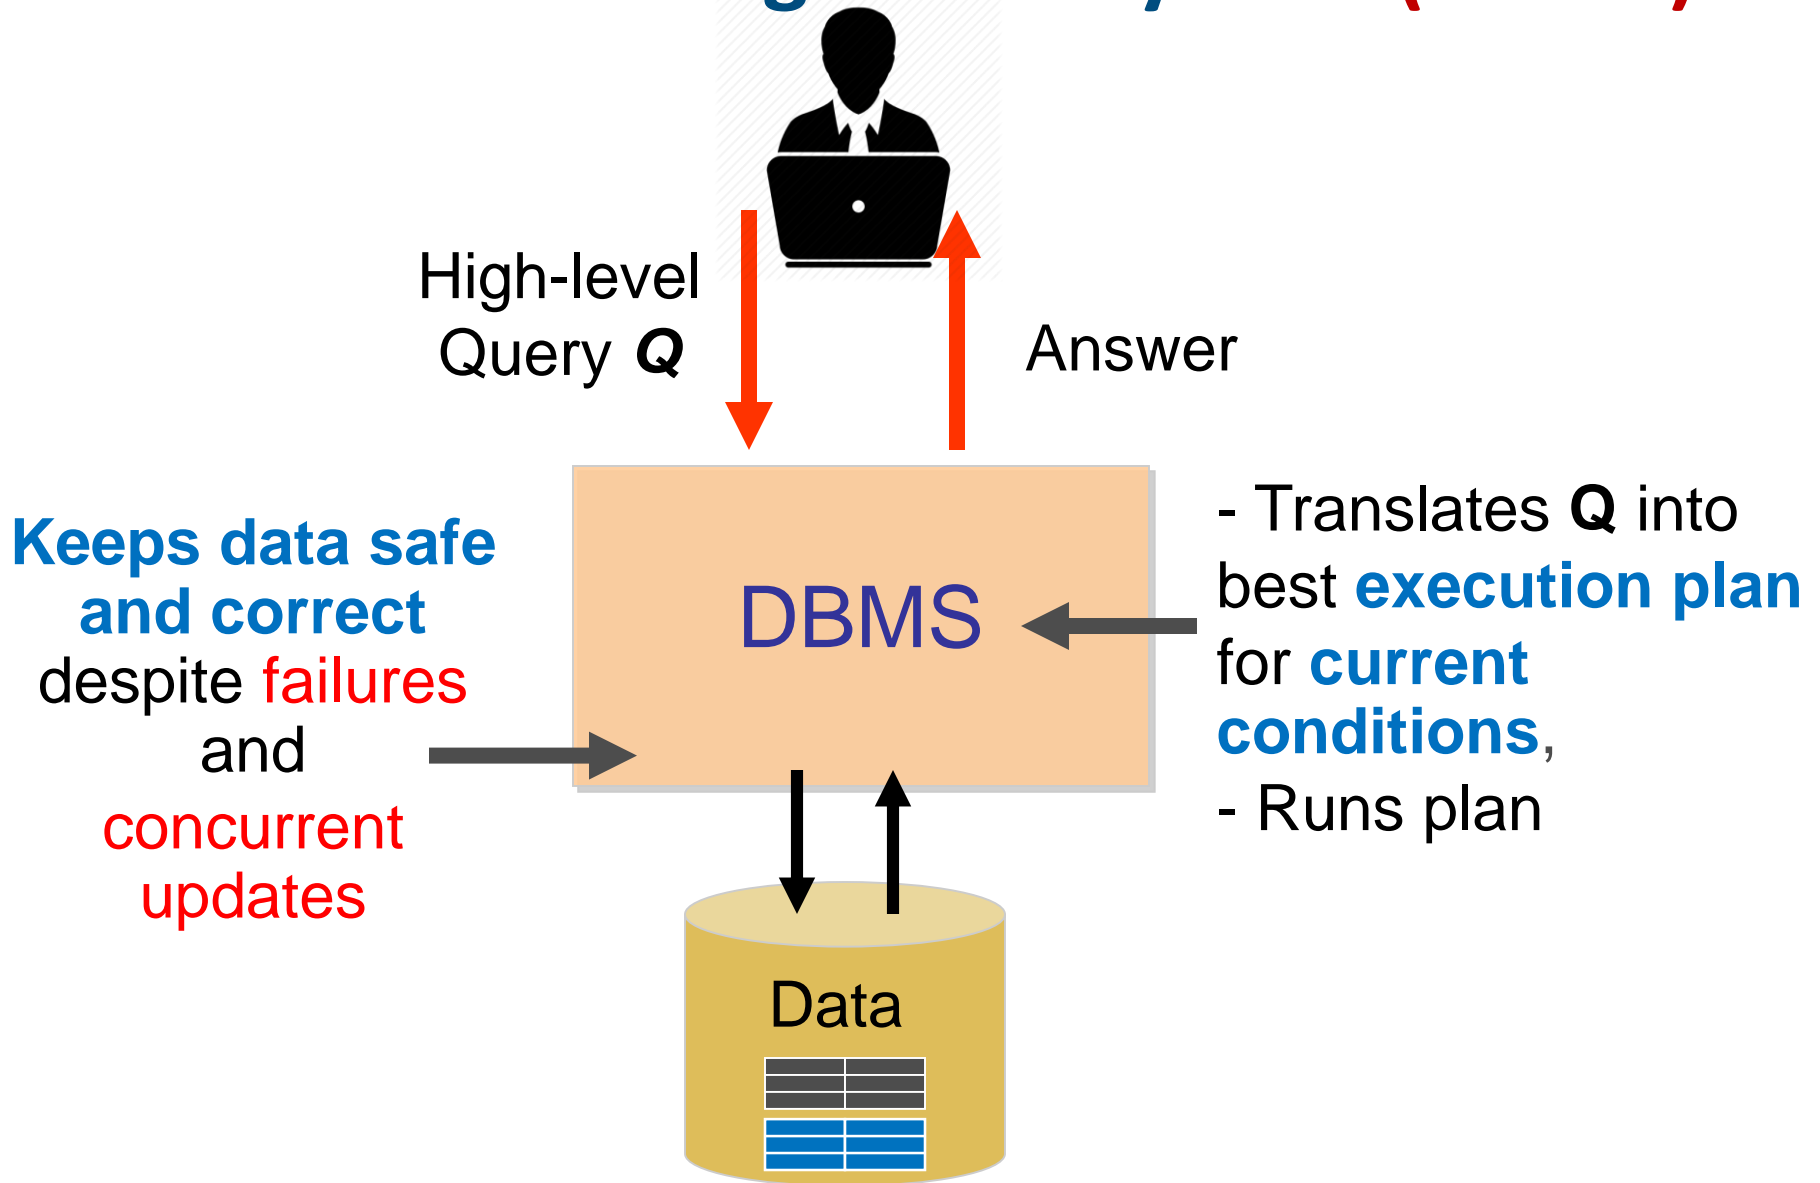 High-level
Query Q
Answer
Keeps data safe
and correct
despite failures
and
concurrent
updates
DBMS
- Translates Q into
best execution plan
for current
conditions,
- Runs plan
Data